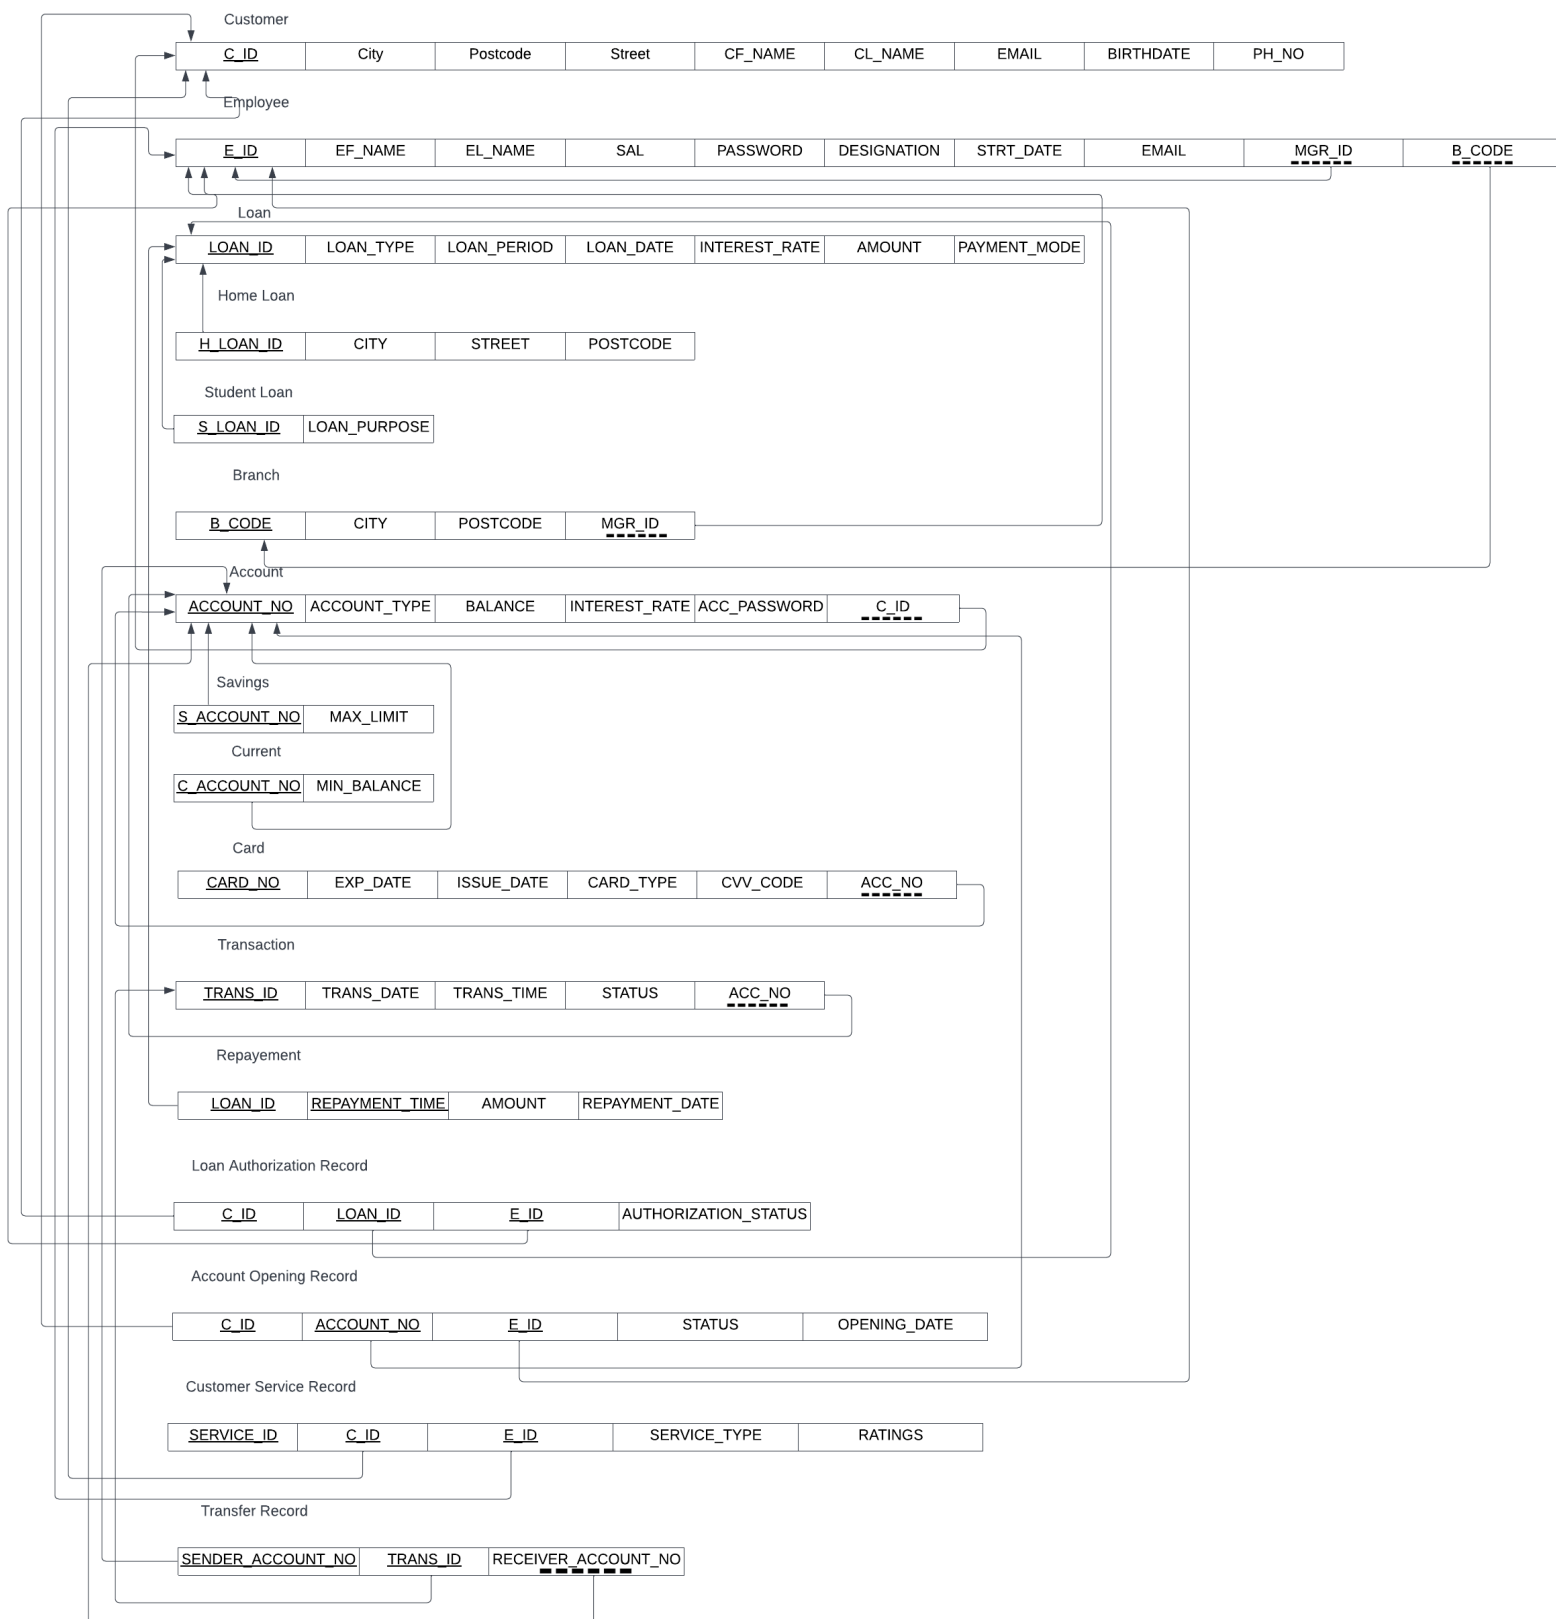 Customer
C_ID City Postcode Street CF_NAME CL_NAME EMAIL BIRTHDATE PH_NO
Employee
E_ID EF_NAME EL_NAME SAL PASSWORD DESIGNATION STRT_DATE EMAIL MGR_ID B_CODE
Loan
LOAN_ID LOAN_TYPE LOAN_PERIOD LOAN_DATE INTEREST_RATE AMOUNT PAYMENT_MODE
Home Loan
H_LOAN_ID CITY STREET POSTCODE
Student Loan
S_LOAN_ID LOAN_PURPOSE
Branch
B_CODE CITY POSTCODE MGR_ID
Account
ACCOUNT_NO ACCOUNT_TYPE BALANCE INTEREST_RATE ACC_PASSWORD C_ID
Savings
S_ACCOUNT_NO MAX_LIMIT
Current
C_ACCOUNT_NO MIN_BALANCE
Card
CARD_NO EXP_DATE ISSUE_DATE CARD_TYPE CVV_CODE ACC_NO
Transaction
TRANS_ID TRANS_DATE TRANS_TIME STATUS ACC_NO
Repayement
LOAN_ID REPAYMENT_TIME AMOUNT REPAYMENT_DATE
Loan Authorization Record
C_ID LOAN_ID E_ID AUTHORIZATION_STATUS
Account Opening Record
C_ID ACCOUNT_NO E_ID STATUS OPENING_DATE
Customer Service Record
SERVICE_ID C_ID E_ID SERVICE_TYPE RATINGS
Transfer Record
SENDER_ACCOUNT_NO TRANS_ID RECEIVER_ACCOUNT_NO